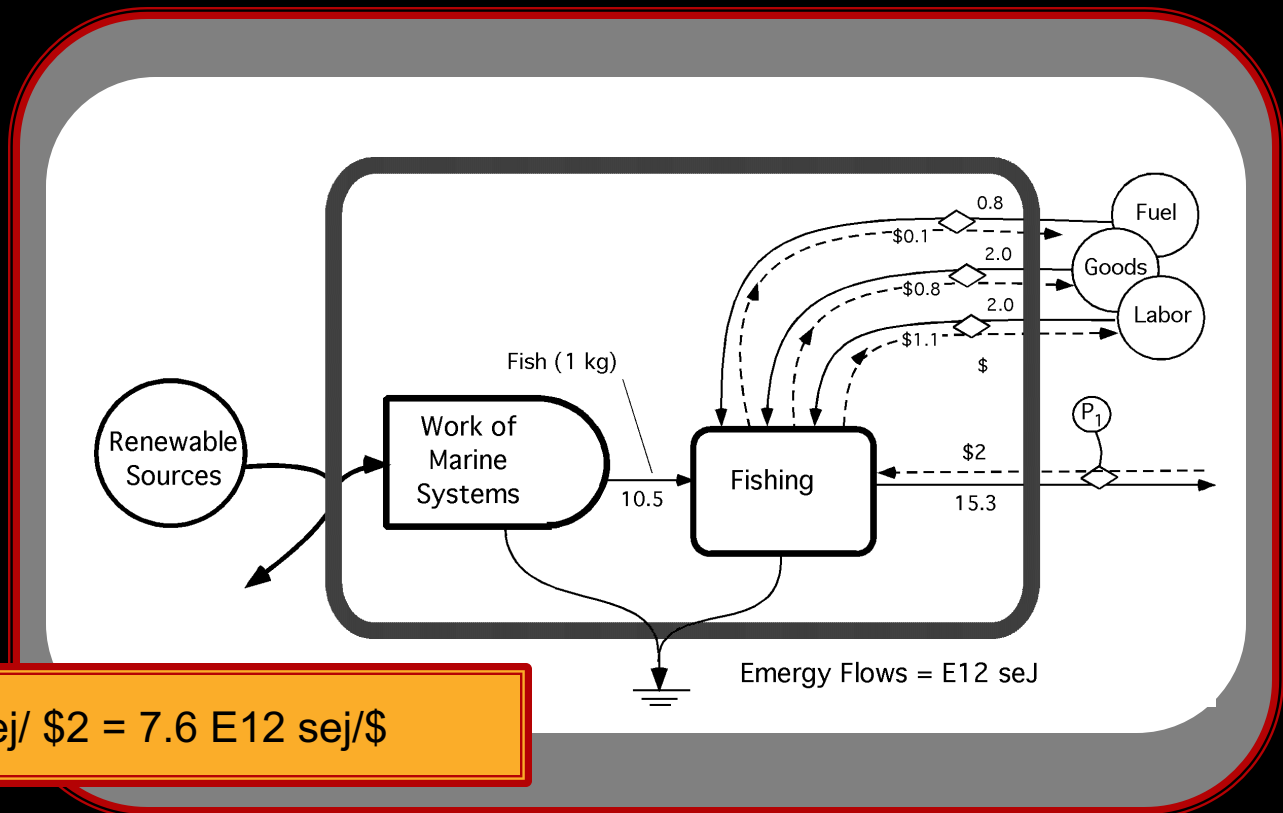 0.8
Fuel
$0.1
2.0
Goods
$0.8
2.0
Labor
$1.1
$
Fish (1 kg)
P1
Renewable
Sources
Work of
Marine
Systems
10.5
Fishing
$2
15.3
Emergy Flows = E12 seJ
/ $2 = 7.6 E12 sej/$